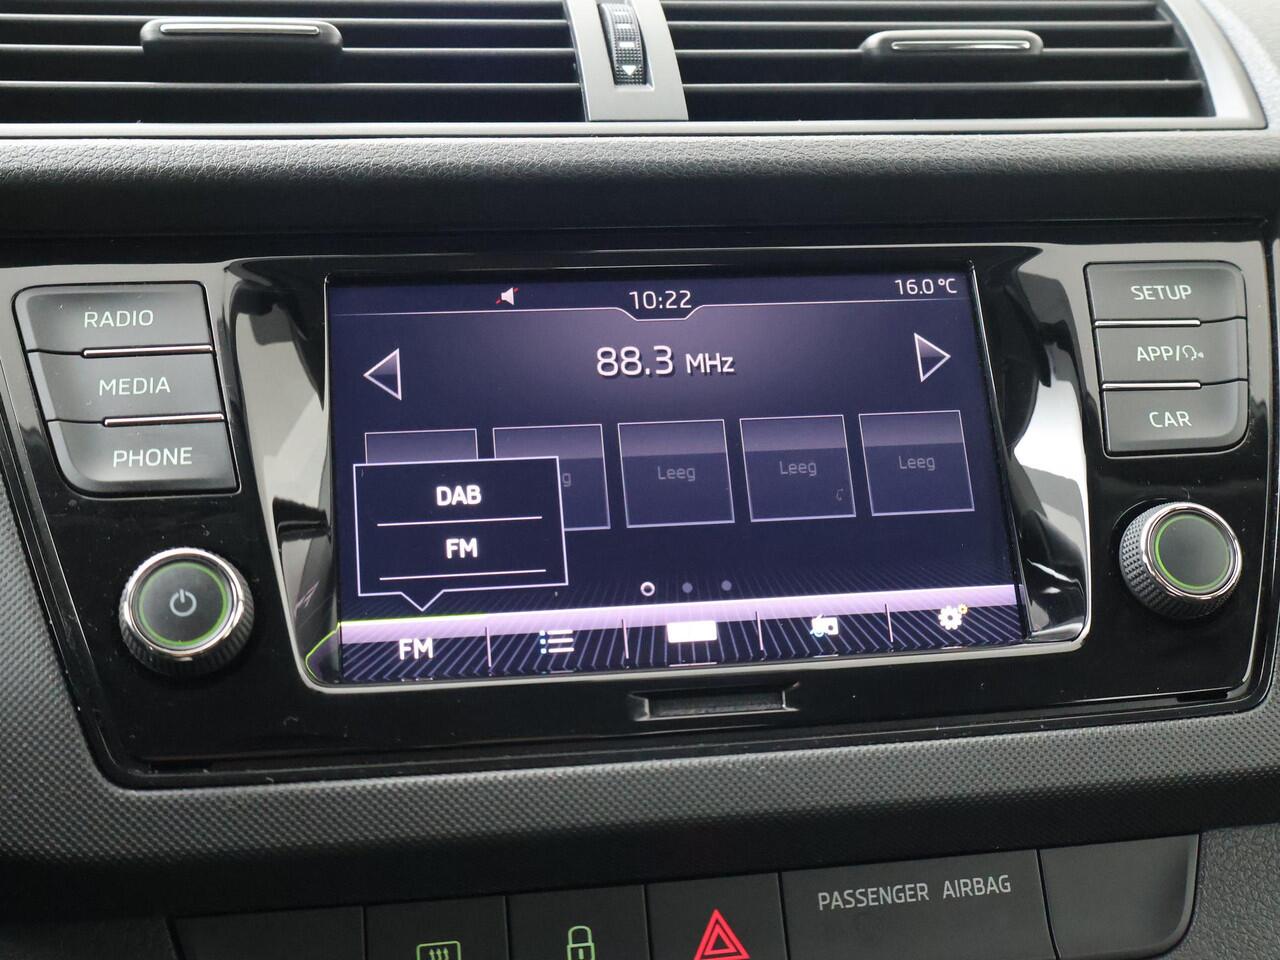 10:22
16.0°C
88.3 MHz
RADIO
MEDIA
PHONE
SETUP
APP/
CAR
Leeg
Leeg
Leeg
DAB
FM
FM
PASSENGER AIRBAG